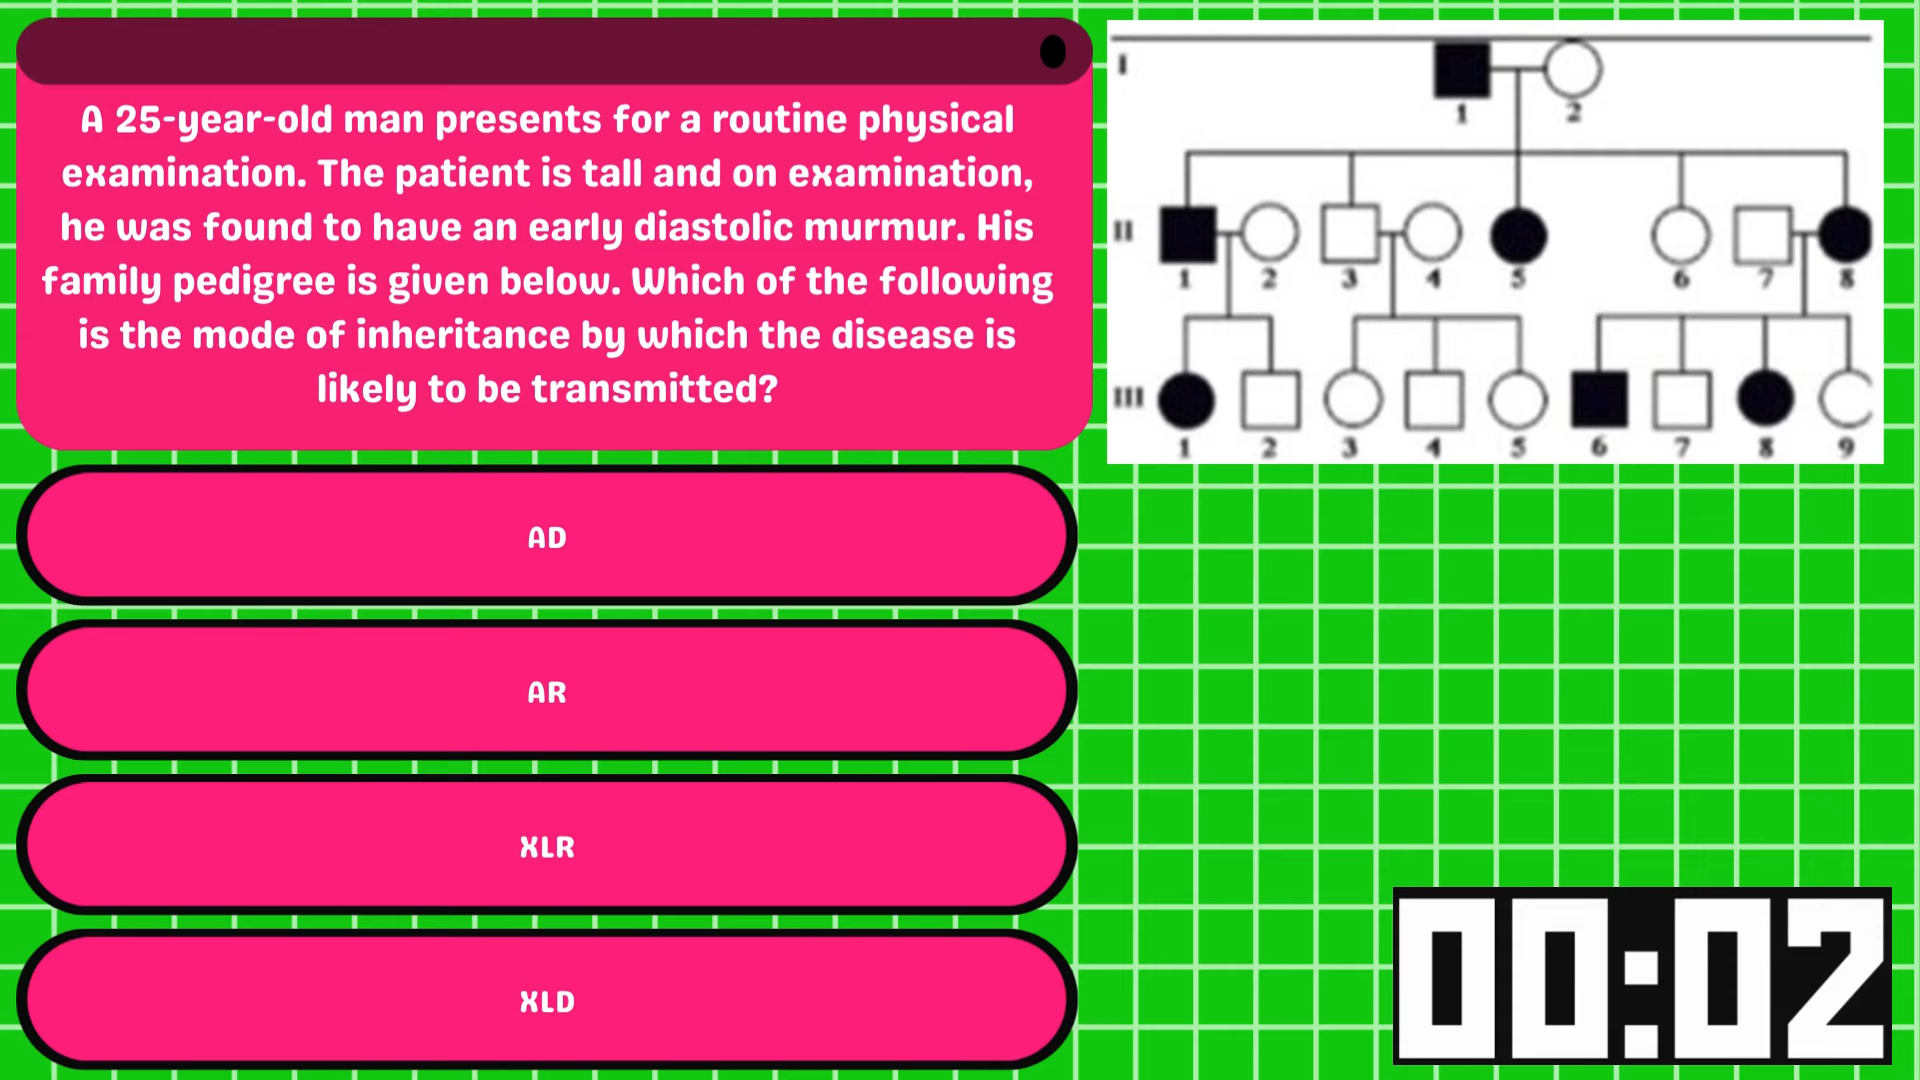 A 25-year-old man presents for a routine physical
examination. The patient is tall and on examination,
he was found to have an early diastolic murmur. His
family pedigree is given below. Which of the following
is the mode of inheritance by which the disease is
likely to be transmitted?
I
1 2
II
1 2 3 4 5 6 7 8
III
1 2 3 4 5 6 7 8 9
AD
AR
XLR
XLD
00:02